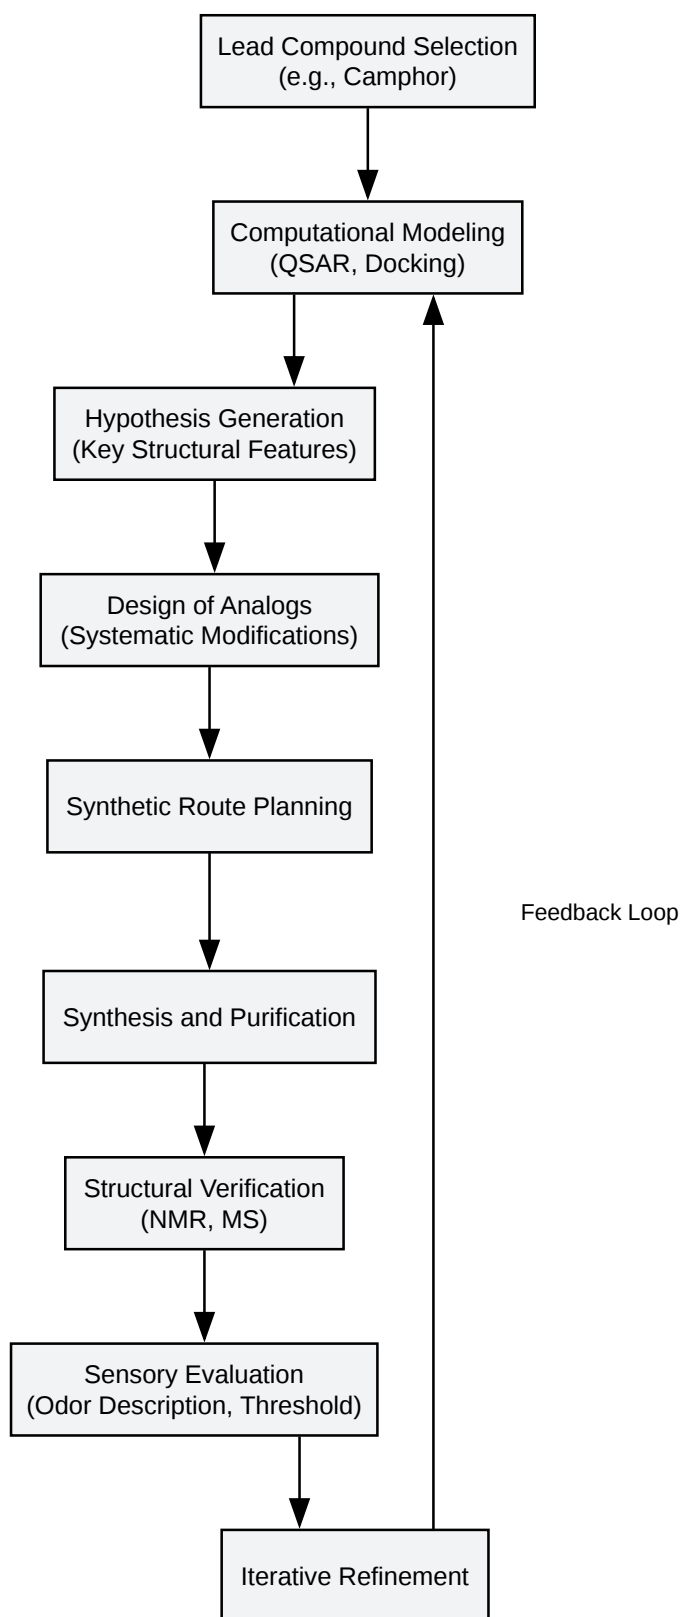 Lead Compound Selection
(e.g., Camphor)
Computational Modeling
(QSAR, Docking)
Hypothesis Generation
(Key Structural Features)
Design of Analogs
(Systematic Modifications)
Synthetic Route Planning
Feedback Loop
Synthesis and Purification
Structural Verification
(NMR, MS)
Sensory Evaluation
(Odor Description, Threshold)
Iterative Refinement